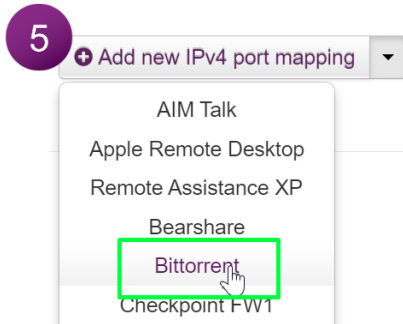 5
Add new IPv4 port mapping
AIM Talk
Apple Remote Desktop
Remote Assistance XP
Bearshare
Bittorrent
Checkpoint FW1